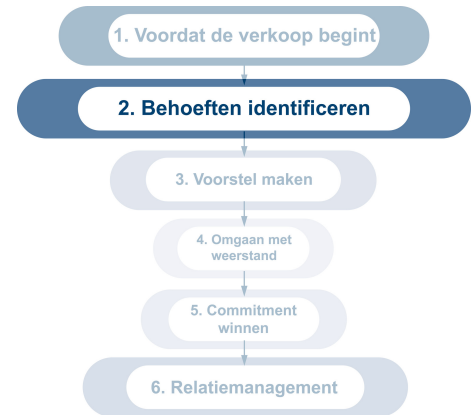 1. Voordat de verkoop begint
2. Behoeften identificeren
3. Voorstel maken
4. Omgaan met
weerstand
5. Commitment
winnen
6. Relatiemanagement